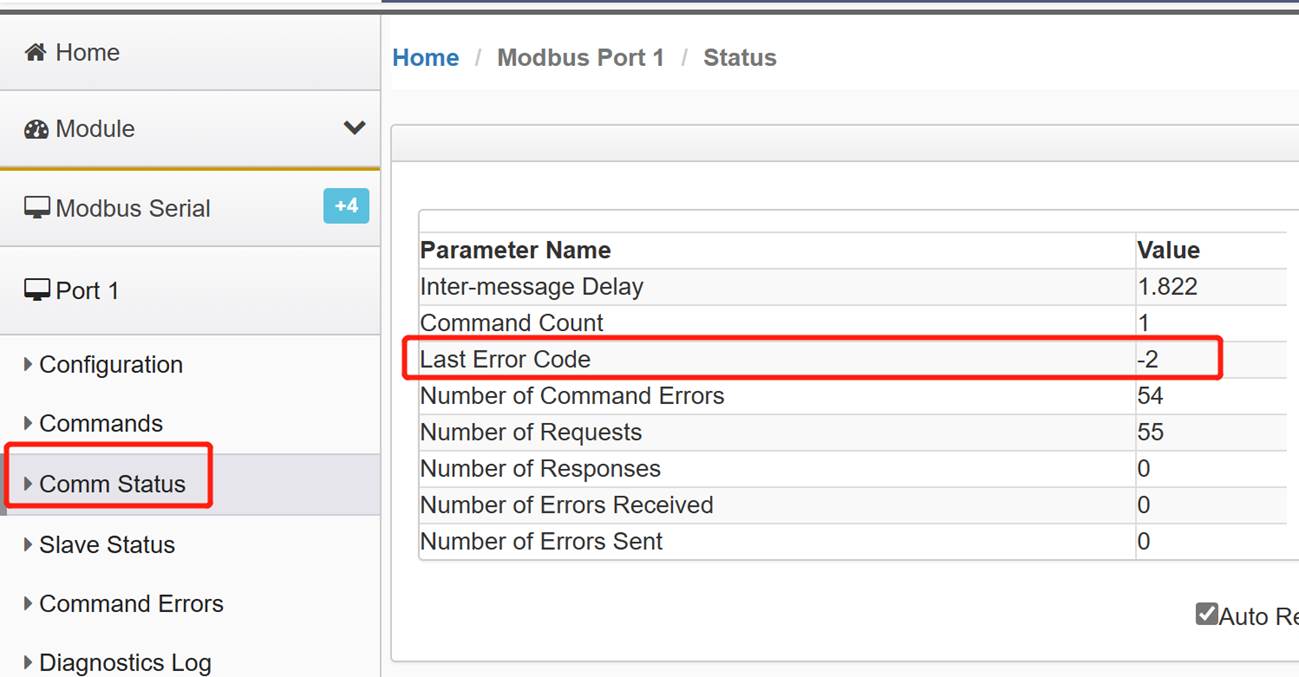 Home
Module
Modbus Serial +4
Port 1
Configuration
Commands
Comm Status
Slave Status
Command Errors
Diagnostics Log
Home / Modbus Port 1 / Status
Parameter Name Value
Inter-message Delay 1.822
Command Count 1
Last Error Code -2
Number of Command Errors 54
Number of Requests 55
Number of Responses 0
Number of Errors Received 0
Number of Errors Sent 0
Auto Re